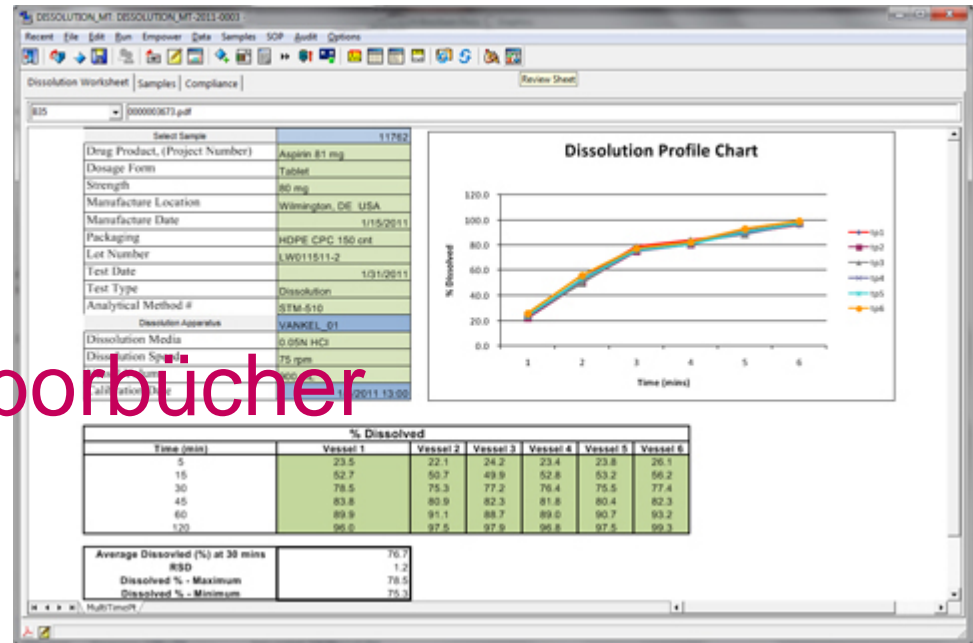 DISSOLUTION_MT: DISSOLUTION_MT-2011-0003
Recent File Edit Run Empower Data Samples SOP Audit Options
Review Sheet
Dissolution Worksheet Samples Compliance
B35 0000003673.pdf
Select Sample 11762
Drug Product, (Project Number) Aspirin 81 mg
Dosage Form Tablet
Strength 80 mg
Manufacture Location Wilmington, DE USA
Manufacture Date 1/15/2011
Packaging HDPE CPC 150 cnt
Lot Number LW011511-2
Test Date 1/31/2011
Test Type Dissolution
Analytical Method # STM-510
Dissolution Apparatus VANKEL_01
Dissolution Media 0.05N HCl
Dissolution Speed 75 rpm
Calibration Date 2011 13:00
orbücher
Dissolution Profile Chart
% Dissolved
120.0
100.0
80.0
60.0
40.0
20.0
0.0
1 2 3 4 5 6
Time (mins)
tp1
tp2
tp3
tp4
tp5
tp6
% Dissolved
Time (min) Vessel 1 Vessel 2 Vessel 3 Vessel 4 Vessel 5 Vessel 6
5 23.5 22.1 24.2 23.4 23.8 26.1
15 52.7 50.7 49.9 52.8 53.2 56.2
30 78.5 75.3 77.2 76.4 75.5 77.4
45 83.8 80.9 82.3 81.8 80.4 82.3
60 89.9 91.1 88.7 89.0 90.7 93.2
120 96.0 97.5 97.9 96.8 97.5 99.3
Average Dissovled (%) at 30 mins 76.7
RSD 1.2
Dissolved % - Maximum 78.5
Dissolved % - Minimum 75.3
MultiTimePt